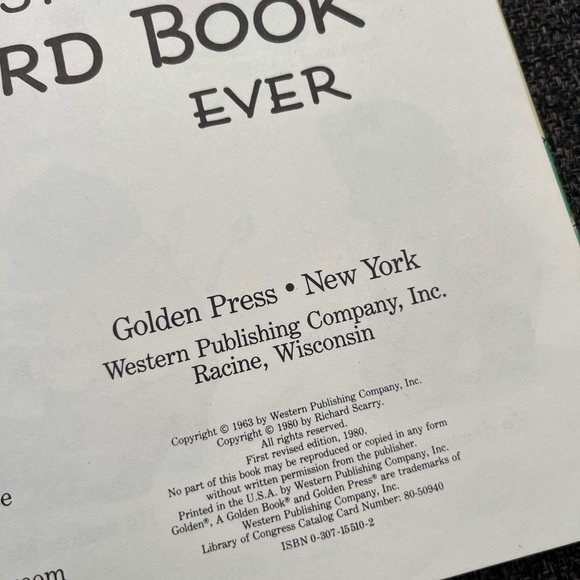 RD BOOK
EVER
Golden Press • New York
Western Publishing Company, Inc.
Racine, Wisconsin
Copyright © 1963 by Western Publishing Company, Inc.
Copyright © 1980 by Richard Scarry.
All rights reserved.
First revised edition, 1980.
No part of this book may be reproduced or copied in any form
without written permission from the publisher.
Printed in the U.S.A. by Western Publishing Company, Inc.
Golden®, A Golden Book® and Golden Press® are trademarks of
Western Publishing Company, Inc.
Library of Congress Catalog Card Number: 80-50940
ISBN 0-307-15510-2
e
oom